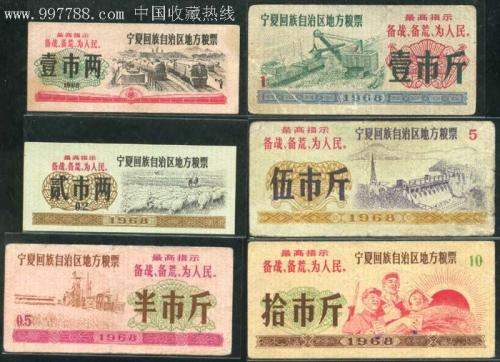 www.997788.com 中国收藏热线
最高指示
备战、备荒、为人民。
宁夏回族自治区地方粮票
壹市两
1968
最高指示
备战、备荒、为人民。
宁夏回族自治区地方粮票
1
壹市斤
1968
最高指示
备战、备荒、为人民。
宁夏回族自治区地方粮票
贰市两
0.2
1968
最高指示
备战、备荒、为人民。
宁夏回族自治区地方粮票
5
伍市斤
1968
宁夏回族自治区地方粮票
最高指示
备战、备荒、为人民。
0.5
半市斤
1968
最高指示
备战、备荒、为人民。
宁夏回族自治区地方粮票
10
拾市斤
1968